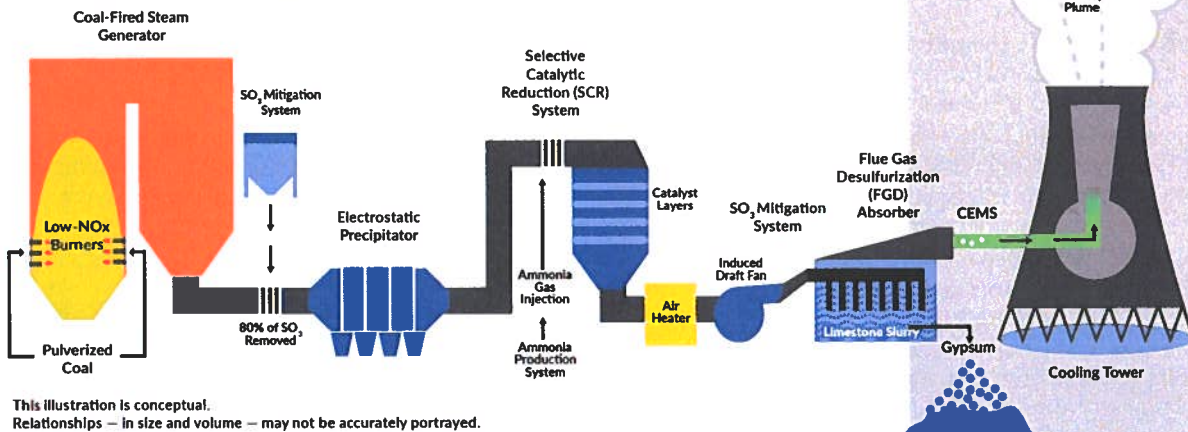 Plume
Coal-Fired Steam
Generator
SO₃ Mitigation
System
Selective
Catalytic
Reduction (SCR)
System
Low-NOx
Burners
Pulverized
Coal
80% of SO₃
Removed
Electrostatic
Precipitator
Ammonia
Gas
Injection
Ammonia
Production
System
Catalyst
Layers
Air
Heater
Induced
Draft Fan
SO₃ Mitigation
System
Flue Gas
Desulfurization
(FGD)
Absorber
Limestone Slurry
CEMS
Gypsum
Cooling Tower
This illustration is conceptual.
Relationships — in size and volume — may not be accurately portrayed.